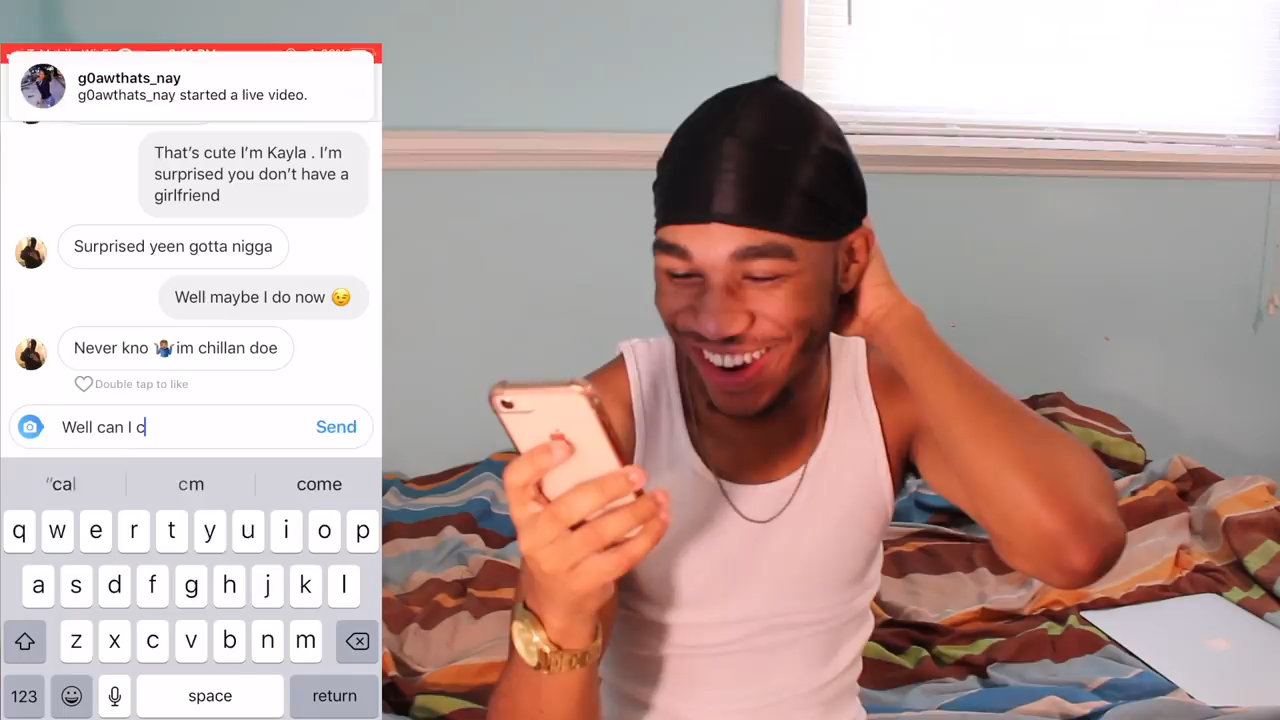 g0awthats_nay
g0awthats_nay started a live video.
That's cute I'm Kayla . I'm
surprised you don't have a
girlfriend
Surprised yeen gotta nigga
Well maybe I do now 😉
Never kno 🤷🏽‍♂️im chillan doe
Double tap to like
Well can I c
Send
“cal
cm
come
q w e r t y u i o p
a s d f g h j k l
z x c v b n m
123
space
return